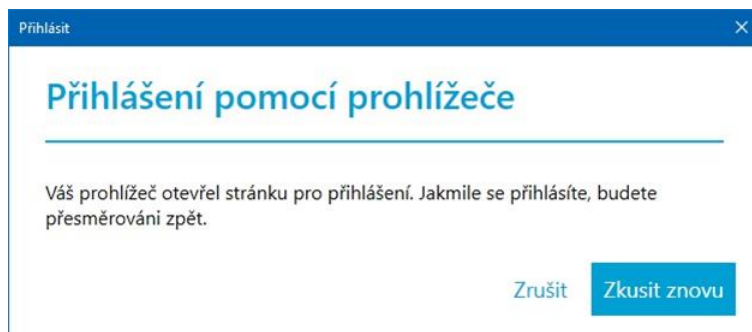 Přihlásit
Přihlášení pomocí prohlížeče
Váš prohlížeč otevřel stránku pro přihlášení. Jakmile se přihlásíte, budete
přesměrováni zpět.
Zrušit
Zkusit znovu